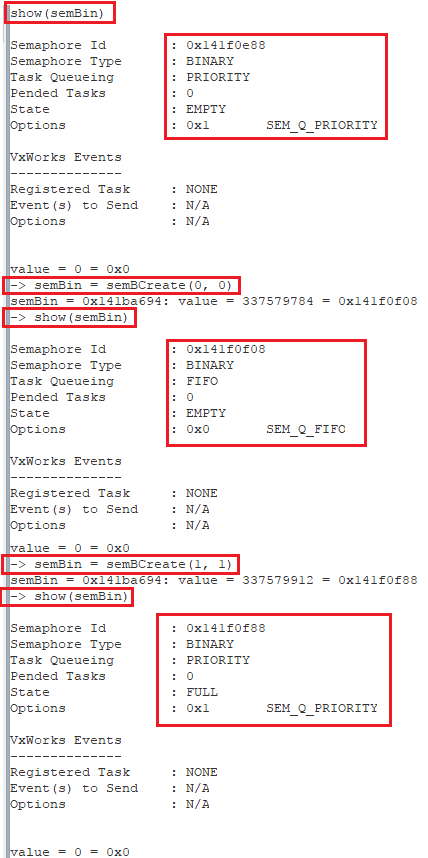 show(semBin)
Semaphore Id : 0x141f0e88
Semaphore Type : BINARY
Task Queueing : PRIORITY
Pended Tasks : 0
State : EMPTY
Options : 0x1 SEM_Q_PRIORITY
VxWorks Events
--------------
Registered Task : NONE
Event(s) to Send : N/A
Options : N/A
value = 0 = 0x0
-> semBin = semBCreate(0, 0)
semBin = 0x141ba694: value = 337579784 = 0x141f0f08
-> show(semBin)
Semaphore Id : 0x141f0f08
Semaphore Type : BINARY
Task Queueing : FIFO
Pended Tasks : 0
State : EMPTY
Options : 0x0 SEM_Q_FIFO
VxWorks Events
--------------
Registered Task : NONE
Event(s) to Send : N/A
Options : N/A
value = 0 = 0x0
-> semBin = semBCreate(1, 1)
semBin = 0x141ba694: value = 337579912 = 0x141f0f88
-> show(semBin)
Semaphore Id : 0x141f0f88
Semaphore Type : BINARY
Task Queueing : PRIORITY
Pended Tasks : 0
State : FULL
Options : 0x1 SEM_Q_PRIORITY
VxWorks Events
--------------
Registered Task : NONE
Event(s) to Send : N/A
Options : N/A
value = 0 = 0x0